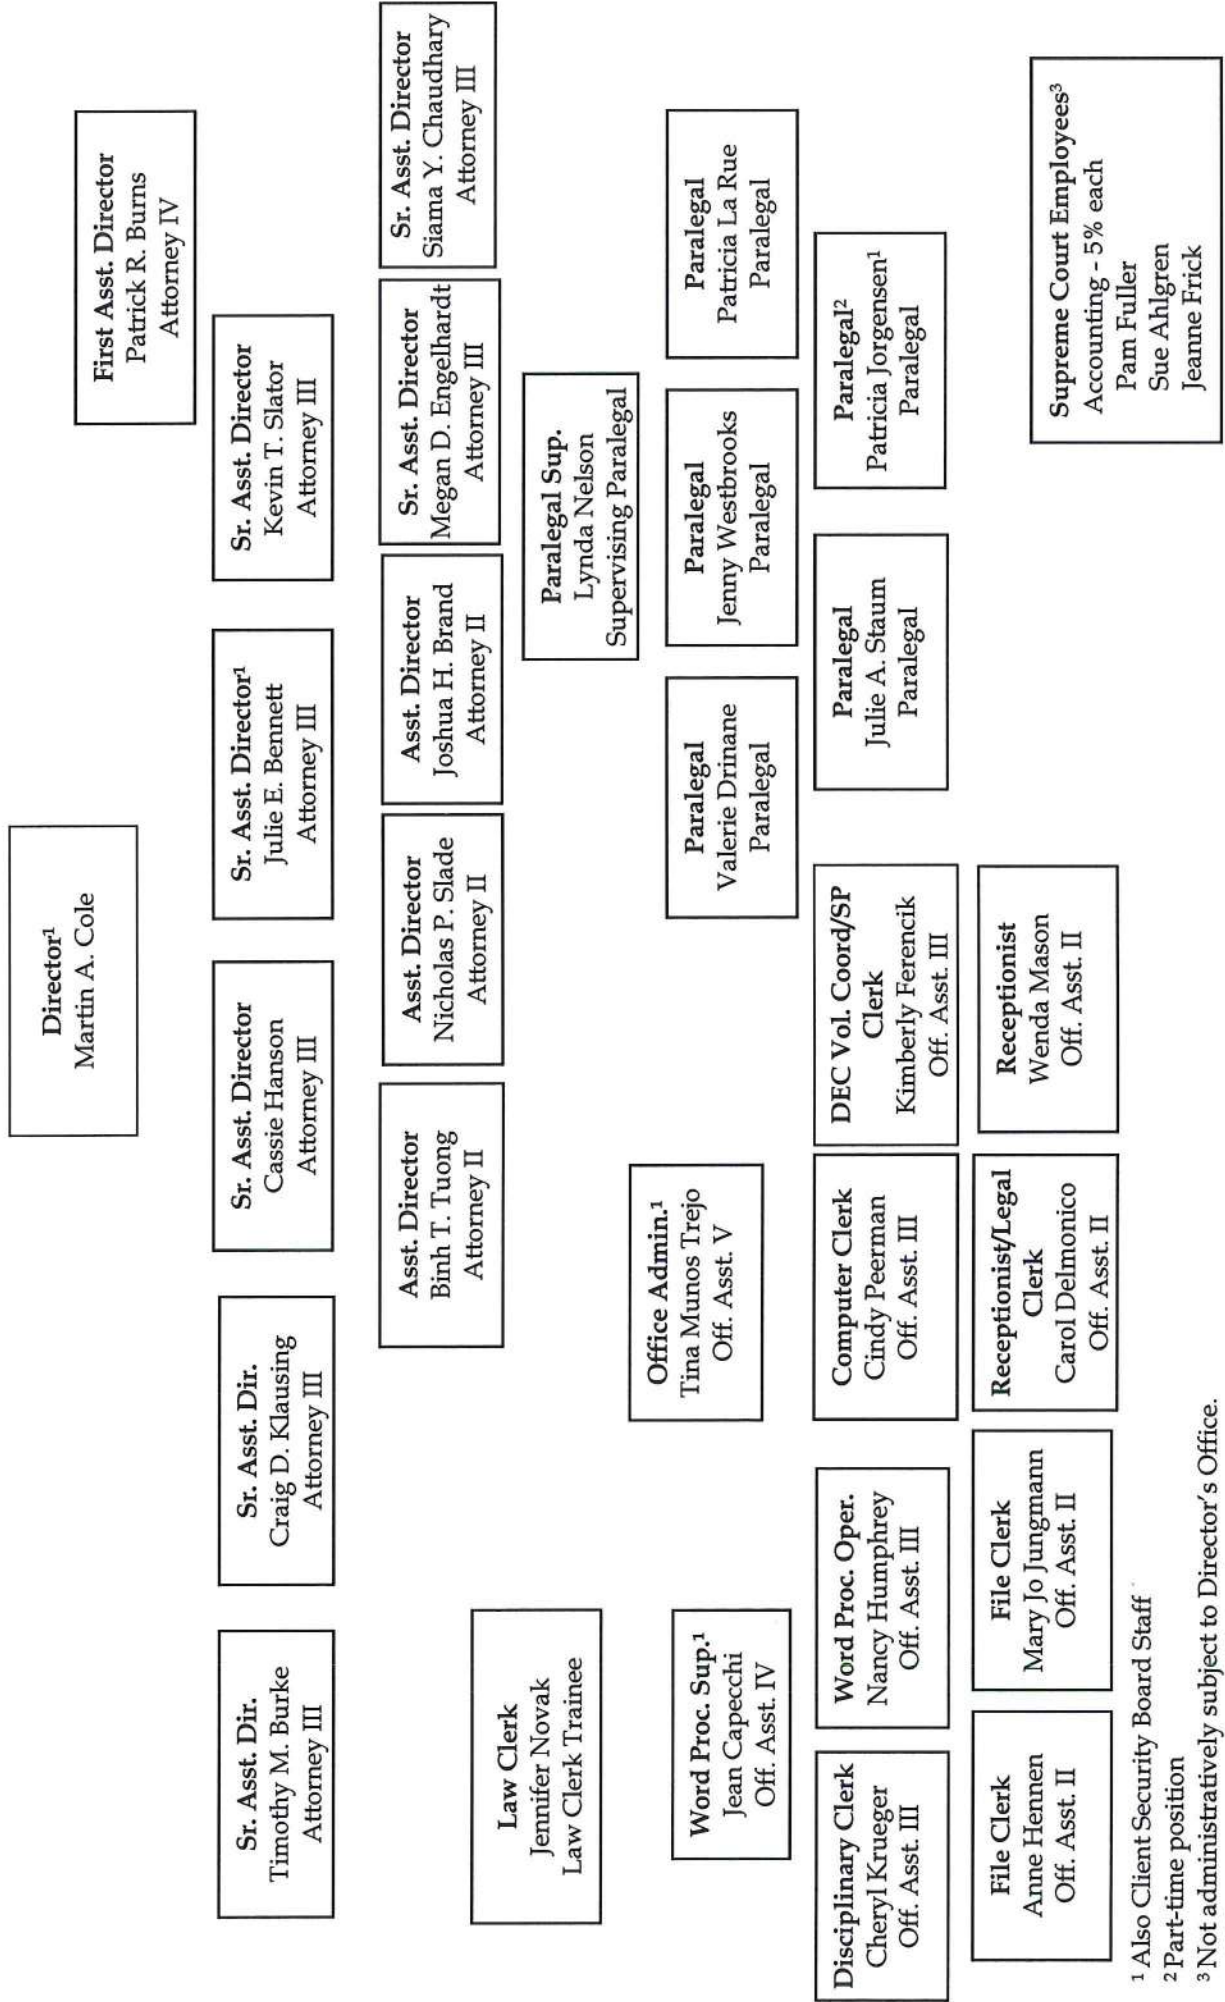 Director¹
Martin A. Cole
First Asst. Director
Patrick R. Burns
Attorney IV
Sr. Asst. Dir.
Timothy M. Burke
Attorney III
Sr. Asst. Dir.
Craig D. Klausing
Attorney III
Sr. Asst. Director
Cassie Hanson
Attorney III
Sr. Asst. Director¹
Julie E. Bennett
Attorney III
Sr. Asst. Director
Kevin T. Slator
Attorney III
Asst. Director
Binh T. Tuong
Attorney II
Asst. Director
Nicholas P. Slade
Attorney II
Asst. Director
Joshua H. Brand
Attorney II
Sr. Asst. Director
Megan D. Engelhardt
Attorney III
Sr. Asst. Director
Siama Y. Chaudhary
Attorney III
Law Clerk
Jennifer Novak
Law Clerk Trainee
Paralegal Sup.
Lynda Nelson
Supervising Paralegal
Office Admin.¹
Tina Munos Trejo
Off. Asst. V
Word Proc. Sup.¹
Jean Capecchi
Off. Asst. IV
Paralegal
Valerie Drinane
Paralegal
Paralegal
Jenny Westbrooks
Paralegal
Paralegal
Patricia La Rue
Paralegal
Disciplinary Clerk
Cheryl Krueger
Off. Asst. III
Word Proc. Oper.
Nancy Humphrey
Off. Asst. III
Computer Clerk
Cindy Peerman
Off. Asst. III
DEC Vol. Coord/SP
Clerk
Kimberly Ferencik
Off. Asst. III
Paralegal
Julie A. Staum
Paralegal
Paralegal²
Patricia Jorgensen¹
Paralegal
File Clerk
Anne Hennen
Off. Asst. II
File Clerk
Mary Jo Jungmann
Off. Asst. II
Receptionist/Legal
Clerk
Carol Delmonico
Off. Asst. II
Receptionist
Wenda Mason
Off. Asst. II
Supreme Court Employees³
Accounting - 5% each
Pam Fuller
Sue Ahlgren
Jeanne Frick
¹ Also Client Security Board Staff
² Part-time position
³ Not administratively subject to Director's Office.